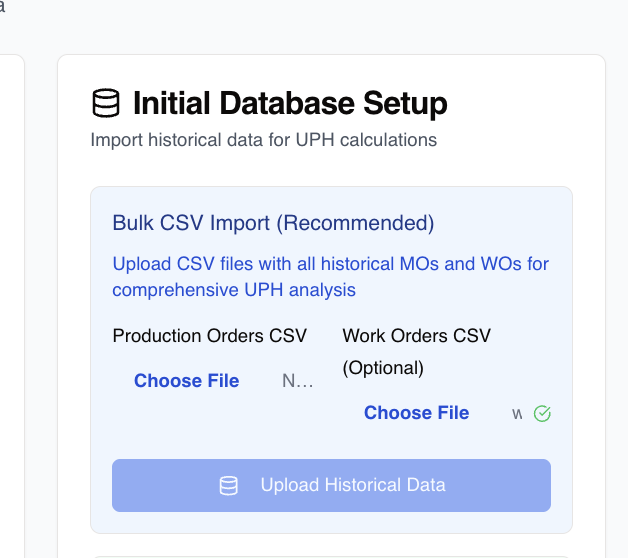 a
Initial Database Setup
Import historical data for UPH calculations
Bulk CSV Import (Recommended)
Upload CSV files with all historical MOs and WOs for
comprehensive UPH analysis
Production Orders CSV
Work Orders CSV
(Optional)
Choose File N...
Choose File w
Upload Historical Data